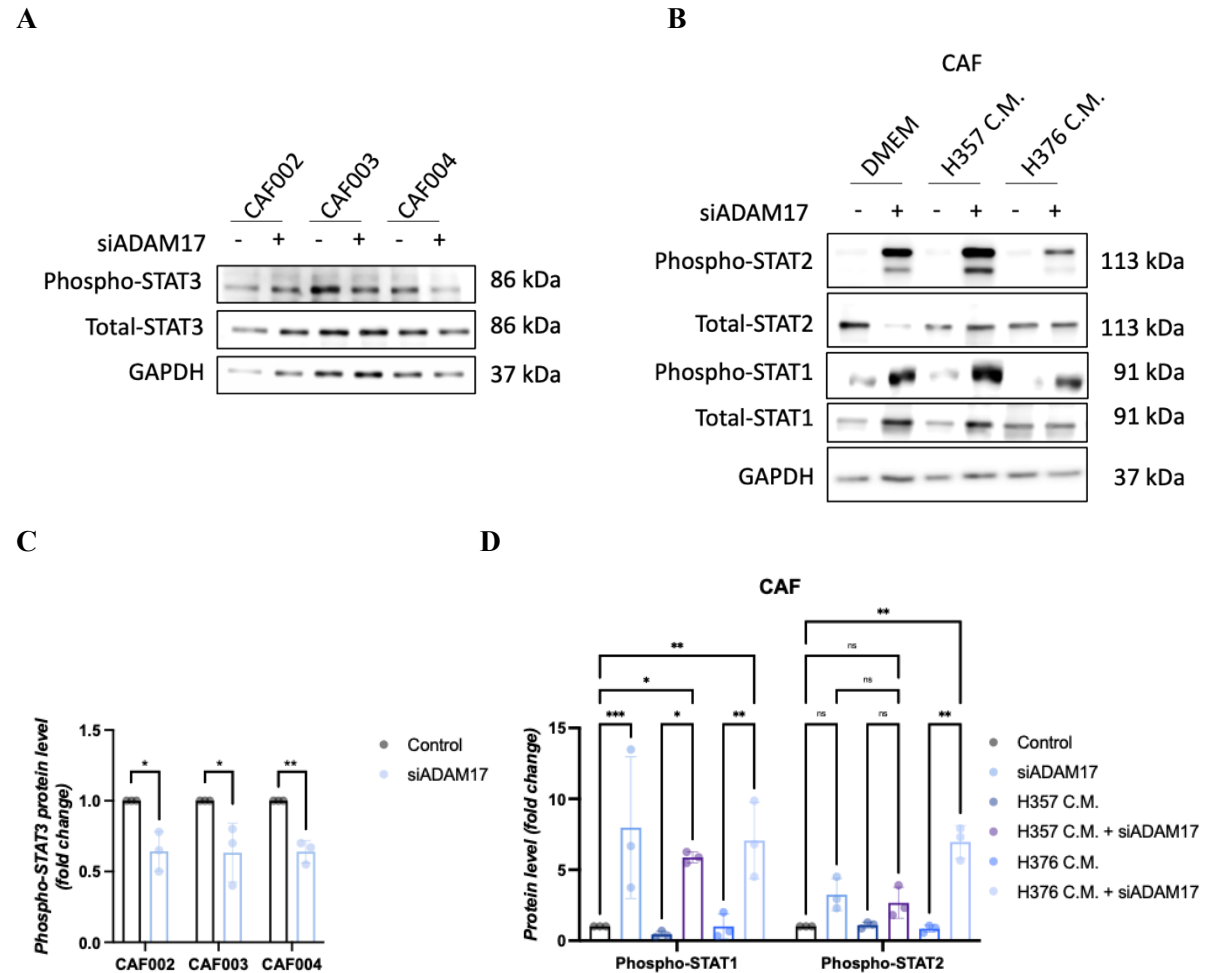 A
CAF002 CAF003 CAF004
siADAM17 - + - + - +
Phospho-STAT3 86 kDa
Total-STAT3 86 kDa
GAPDH 37 kDa
B
CAF
DMEM H357 C.M. H376 C.M.
siADAM17 - + - + - +
Phospho-STAT2 113 kDa
Total-STAT2 113 kDa
Phospho-STAT1 91 kDa
Total-STAT1 91 kDa
GAPDH 37 kDa
C
Phospho-STAT3 protein level
(fold change)
1.5
1.0
0.5
0.0
* * **
CAF002 CAF003 CAF004
Control
siADAM17
D
CAF
Protein level (fold change)
15
10
5
0
**
*
*** * **
**
ns
ns
ns ns **
Phospho-STAT1 Phospho-STAT2
Control
siADAM17
H357 C.M.
H357 C.M. + siADAM17
H376 C.M.
H376 C.M. + siADAM17